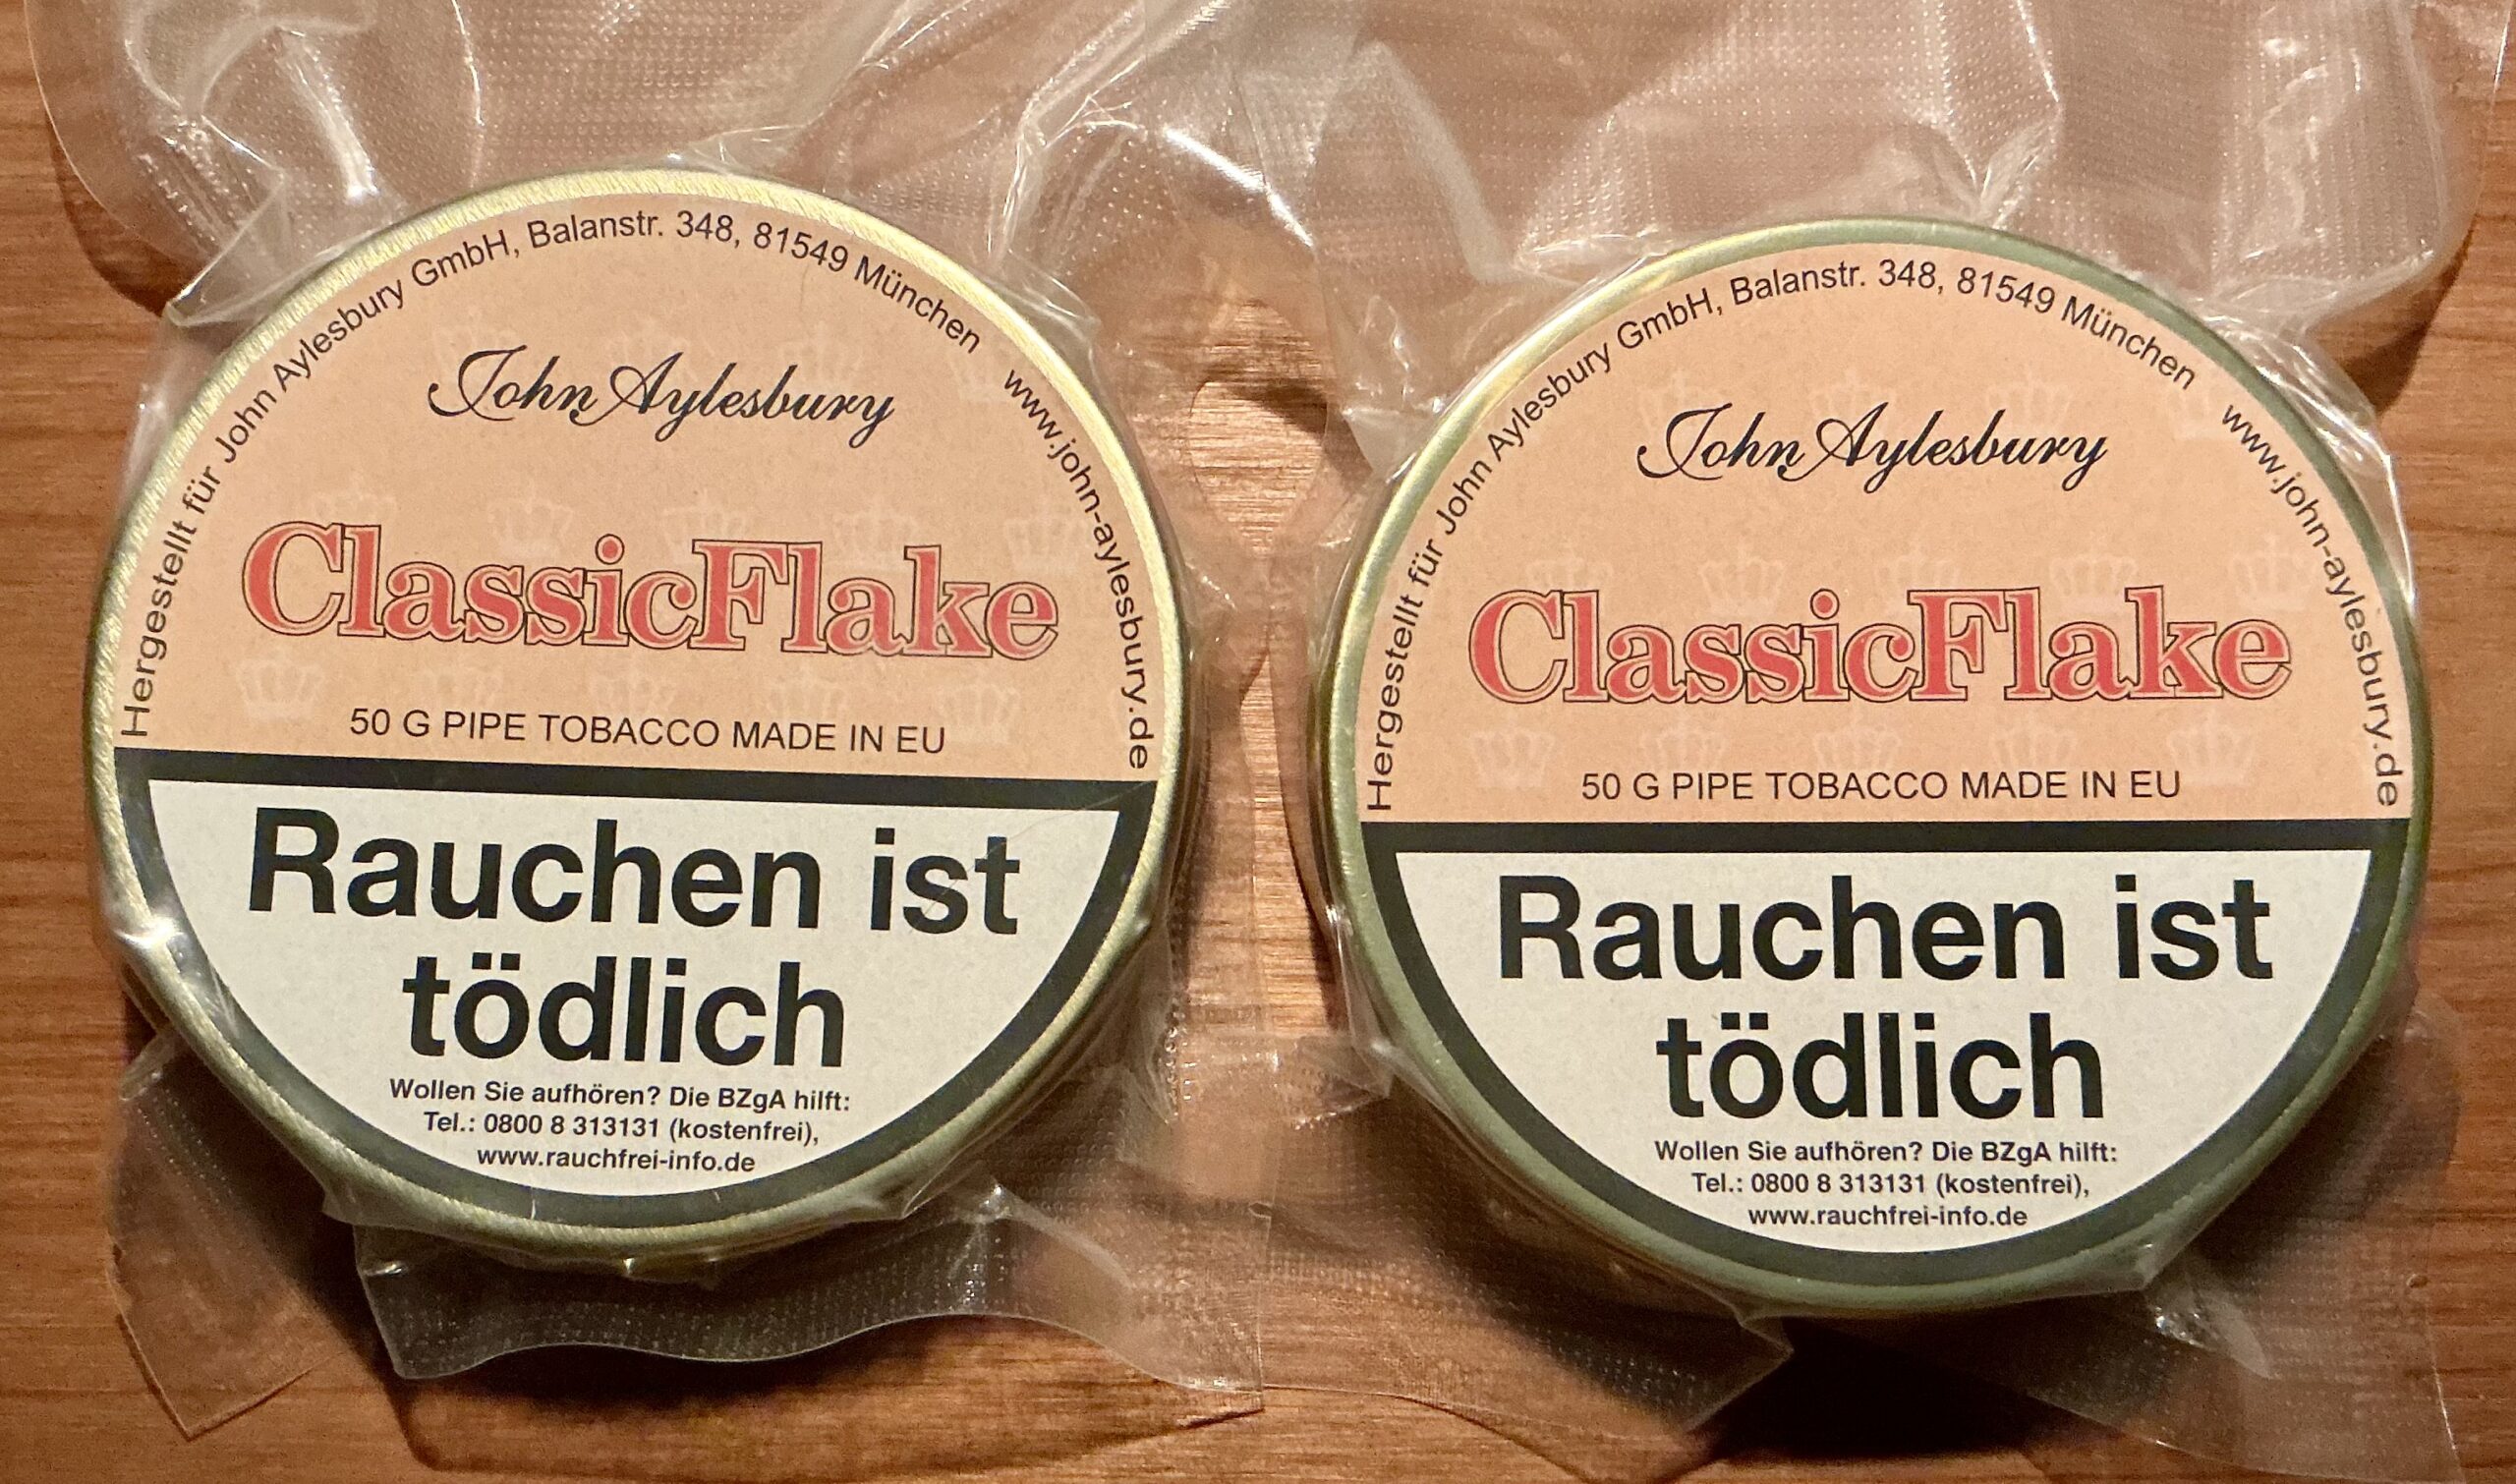 Hergestellt für John Aylesbury GmbH, Balanstr. 348, 81549 München www.john-aylesbury.de
John Aylesbury
ClassicFlake
50 G PIPE TOBACCO MADE IN EU
Rauchen ist
tödlich
Wollen Sie aufhören? Die BZgA hilft:
Tel.: 0800 8 313131 (kostenfrei),
www.rauchfrei-info.de
Hergestellt für John Aylesbury GmbH, Balanstr. 348, 81549 München www.john-aylesbury.de
John Aylesbury
ClassicFlake
50 G PIPE TOBACCO MADE IN EU
Rauchen ist
tödlich
Wollen Sie aufhören? Die BZgA hilft:
Tel.: 0800 8 313131 (kostenfrei),
www.rauchfrei-info.de